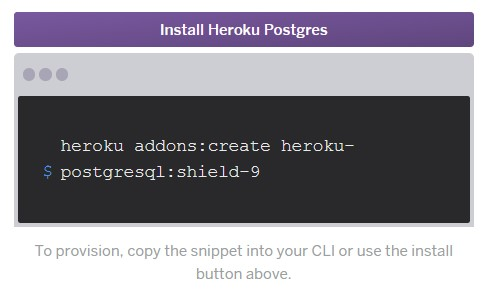 Install Heroku Postgres
heroku addons:create heroku-
$ postgresql:shield-9
To provision, copy the snippet into your CLI or use the install
button above.